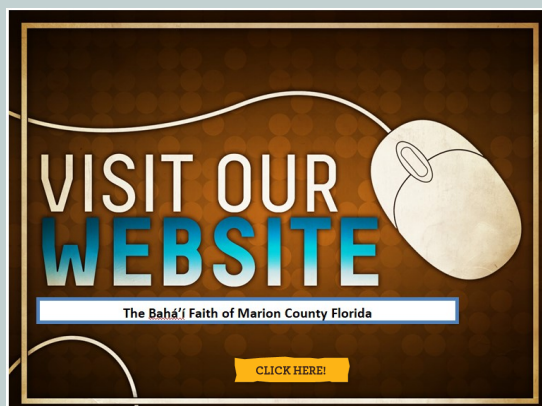 VISIT OUR
WEBSITE
The Bahá’í Faith of Marion County Florida
CLICK HERE!